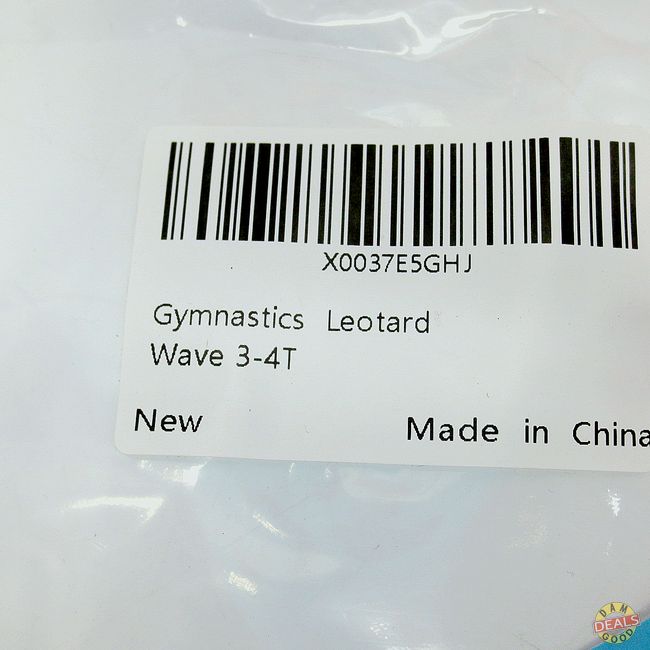 X0037E5GHJ
Gymnastics Leotard
Wave 3-4T
New Made in China
DAM
DEALS
GOOD